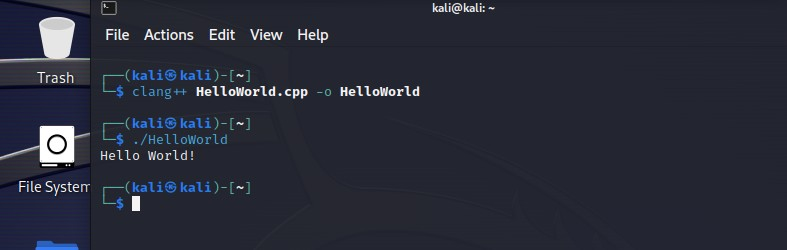 kali@kali: ~
File Actions Edit View Help
Trash
┌──(kali㉿kali)-[~]
└─$ clang++ HelloWorld.cpp -o HelloWorld
┌──(kali㉿kali)-[~]
└─$ ./HelloWorld
Hello World!
File System
┌──(kali㉿kali)-[~]
└─$